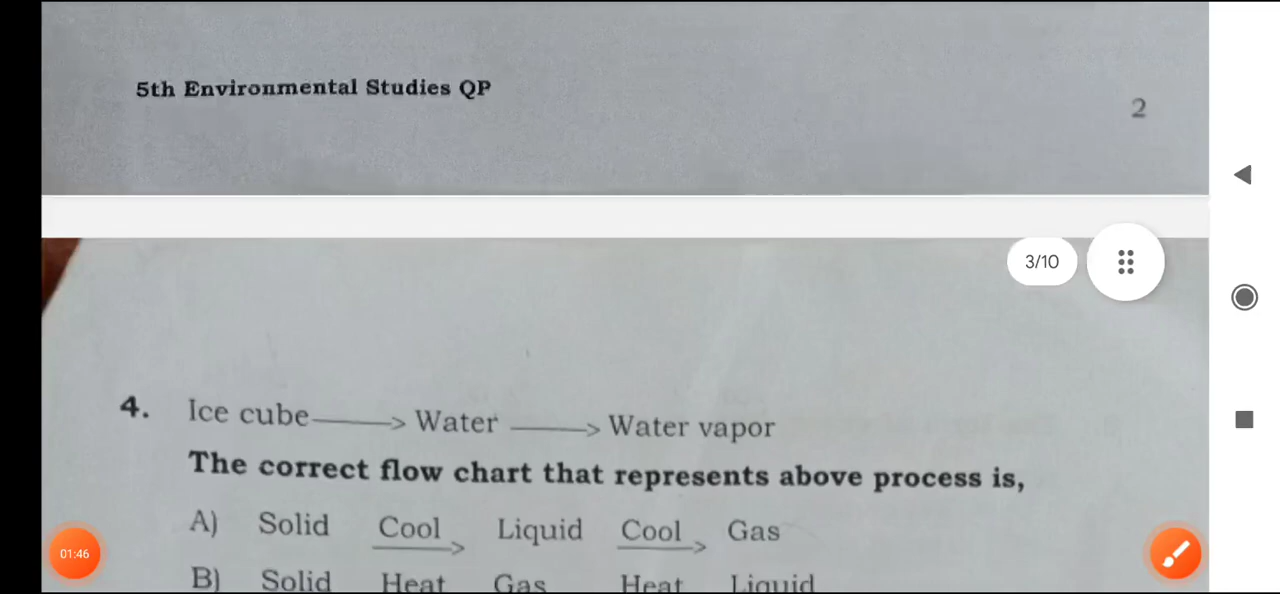 5th Environmental Studies QP
2
3/10
4. Ice cube ———> Water ———> Water vapor
The correct flow chart that represents above process is,
A) Solid Cool Liquid Cool Gas
B) Solid Heat Gas Heat Liquid
01:46